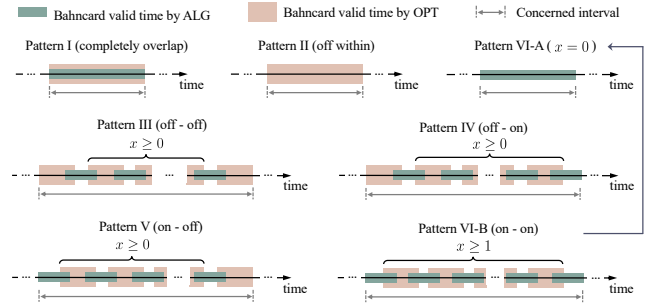 Bahncard valid time by ALG
Bahncard valid time by OPT
Concerned interval
Pattern I (completely overlap)
Pattern II (off within)
Pattern VI-A ( x = 0)
... ... time
... ... time
... ... time
Pattern III (off - off)
x ≥ 0
Pattern IV (off - on)
x ≥ 0
... ... ... time
... ... ... time
Pattern V (on - off)
x ≥ 0
Pattern VI-B (on - on)
x ≥ 1
... ... ... time
... ... ... time